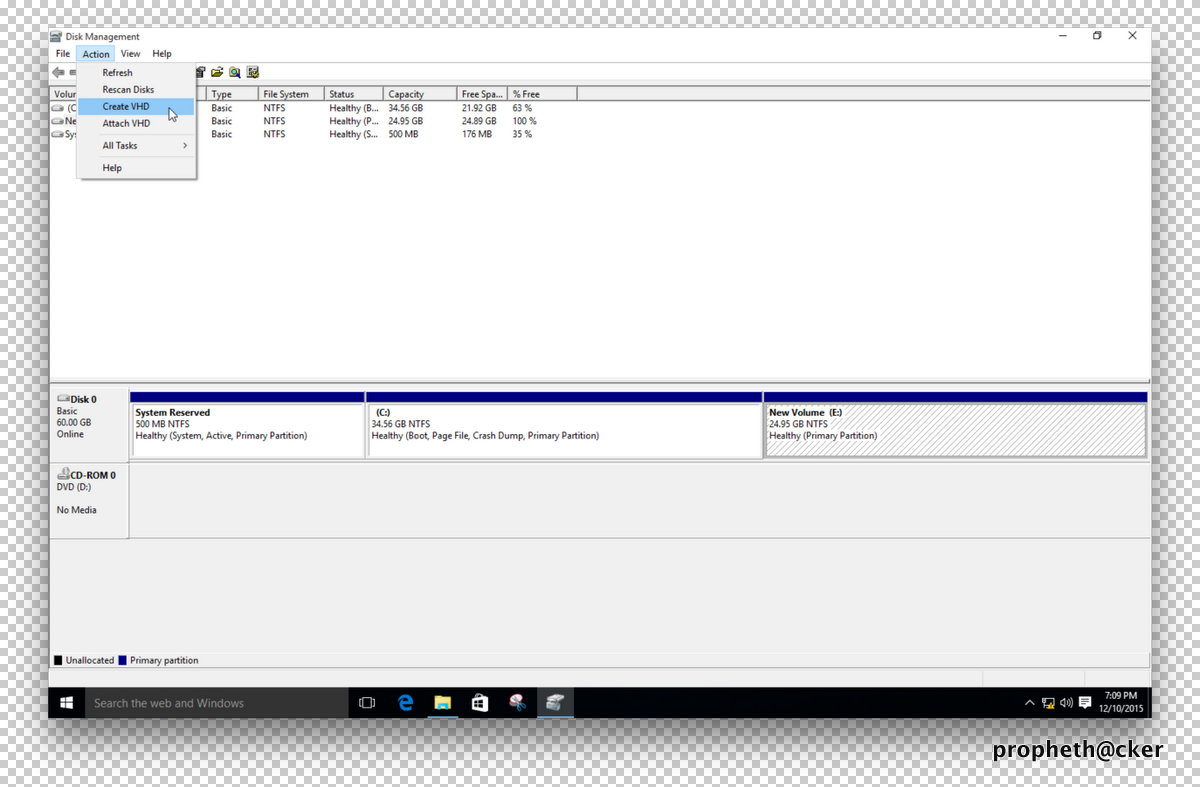 Disk Management
File Action View Help
Refresh
Rescan Disks
Create VHD
Attach VHD
All Tasks
Help
Type File System Status Capacity Free Spa... % Free
(C
Basic NTFS Healthy (B... 34.56 GB 21.92 GB 63 %
Ne
Basic NTFS Healthy (P... 24.95 GB 24.89 GB 100 %
Sys
Basic NTFS Healthy (S... 500 MB 176 MB 35 %
Disk 0
Basic
60.00 GB
Online
System Reserved
500 MB NTFS
Healthy (System, Active, Primary Partition)
(C:)
34.56 GB NTFS
Healthy (Boot, Page File, Crash Dump, Primary Partition)
New Volume (E:)
24.95 GB NTFS
Healthy (Primary Partition)
CD-ROM 0
DVD (D:)
No Media
Unallocated Primary partition
Search the web and Windows
7:09 PM
12/10/2015
propheth@cker